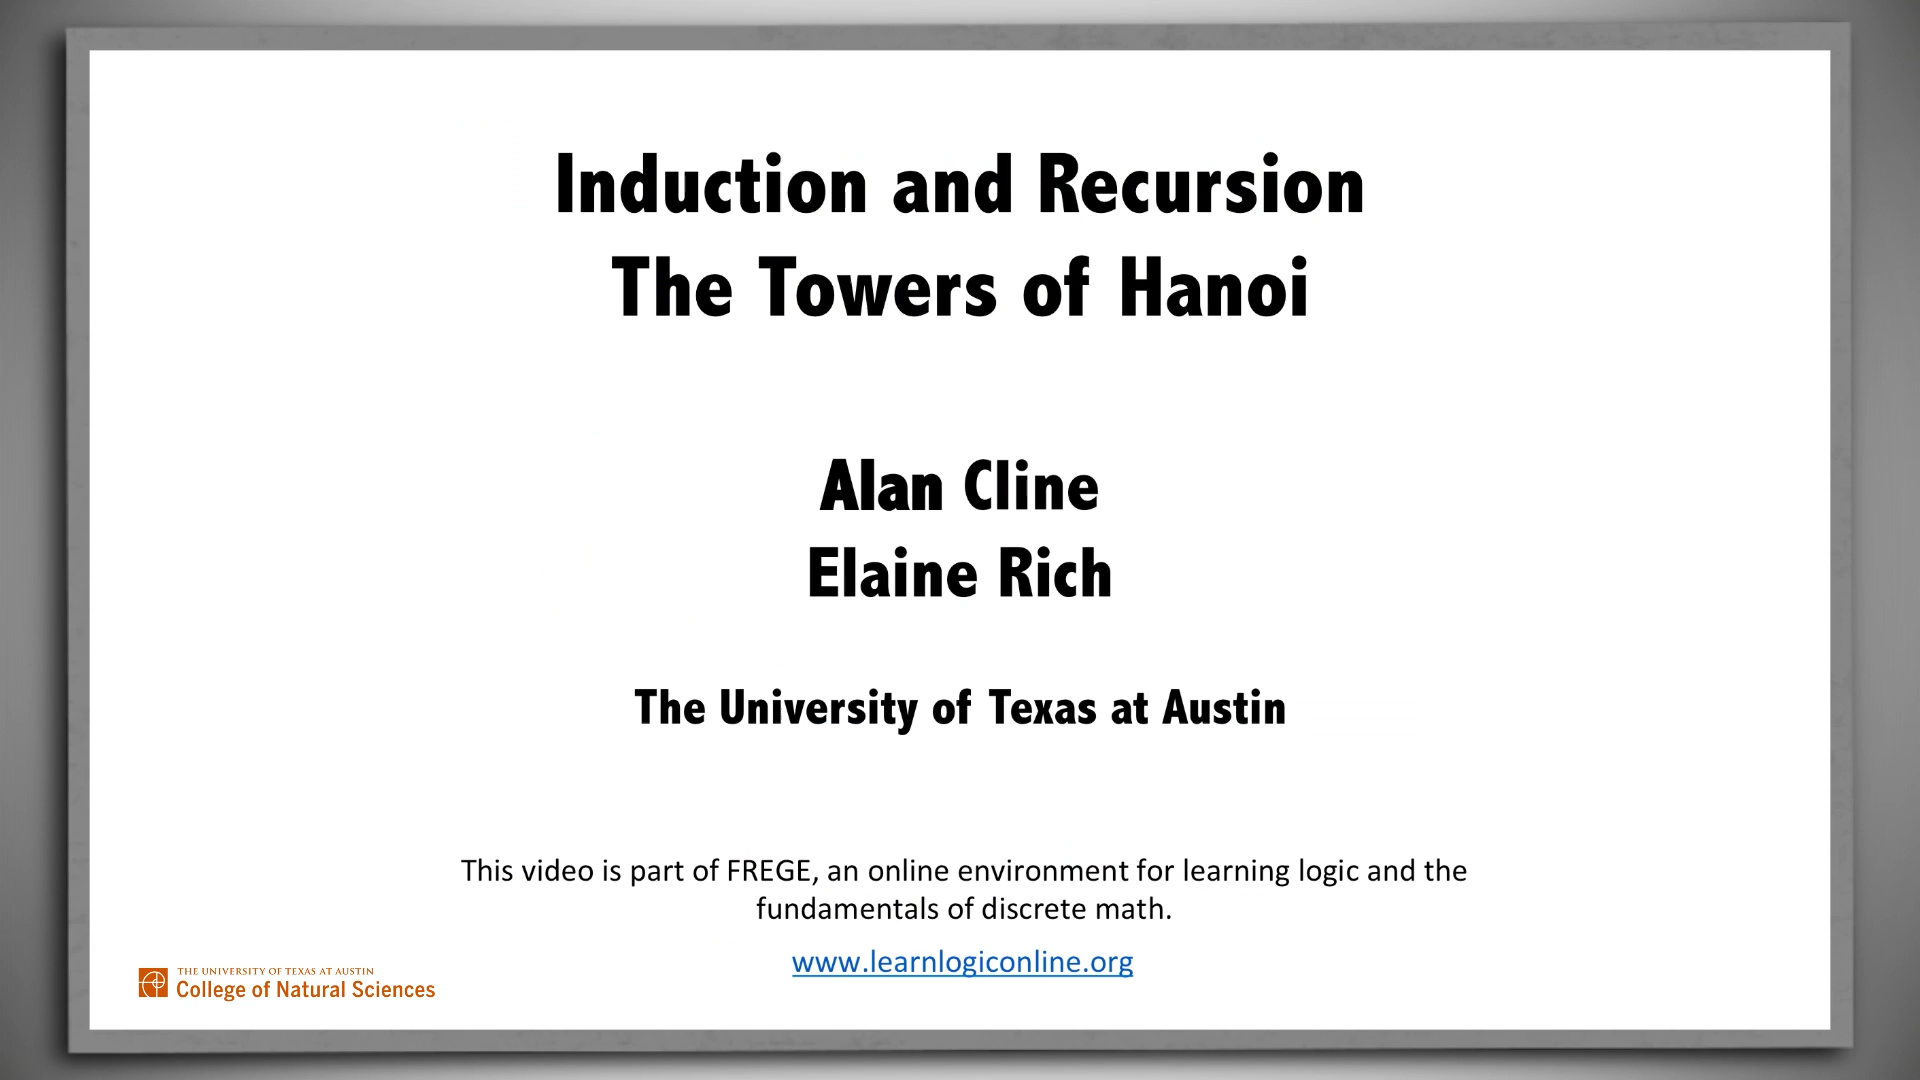 Induction and Recursion
The Towers of Hanoi
Alan Cline
Elaine Rich
The University of Texas at Austin
This video is part of FREGE, an online environment for learning logic and the
fundamentals of discrete math.
www.learnlogiconline.org
THE UNIVERSITY OF TEXAS AT AUSTIN
College of Natural Sciences